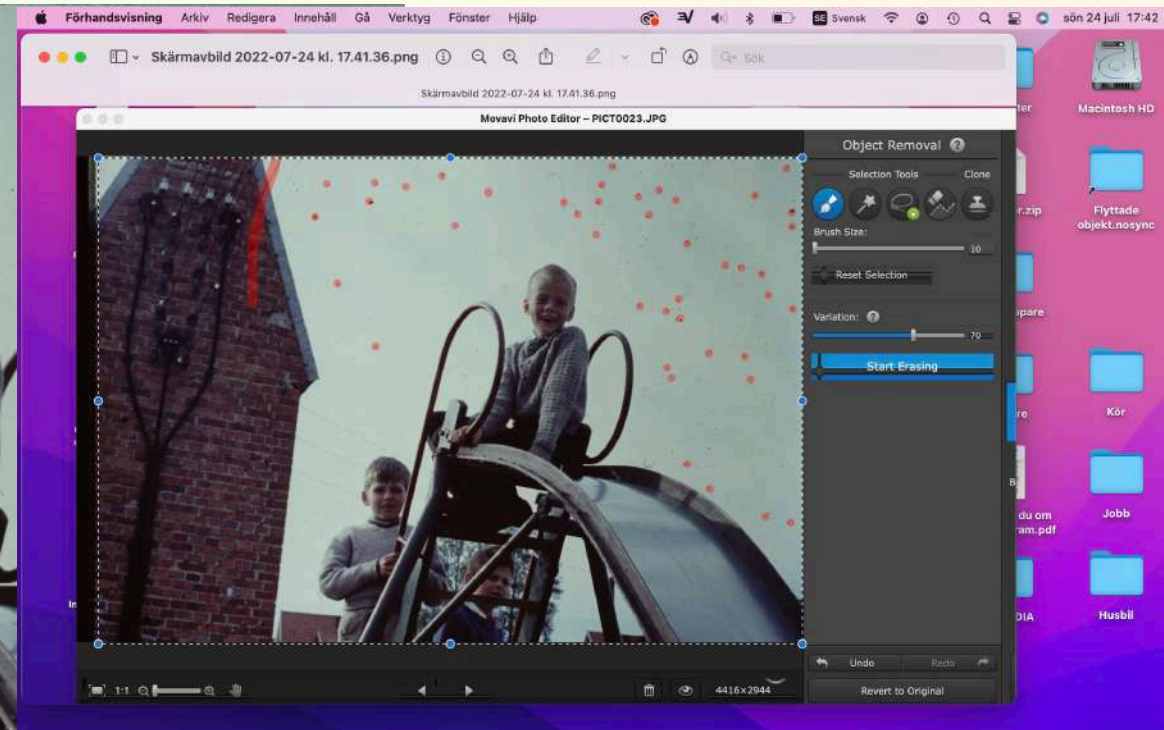 Förhandsvisning Arkiv Redigera Innehåll Gå Verktyg Fönster Hjälp SE Svensk sön 24 juli 17:42
Skärmavbild 2022-07-24 kl. 17.41.36.png Sök
Skärmavbild 2022-07-24 kl. 17.41.36.png
Movavi Photo Editor – PICT0023.JPG
Macintosh HD
Object Removal ?
Selection Tools Clone
r.zip
Flyttade
objekt.nosync
Brush Size:
10
Reset Selection
Variation: ?
70
Start Erasing
Kör
Jobb
du om
ram.pdf
Husbil
DIA
Undo Redo
1:1
4416×2944
Revert to Original